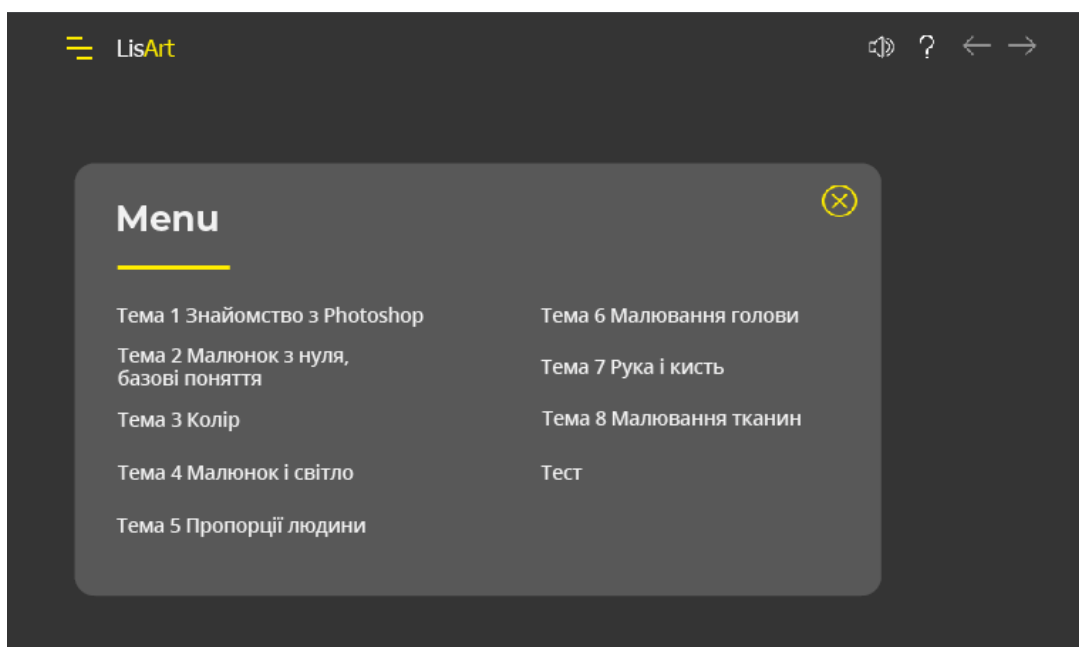 LisArt
?
Menu
Тема 1 Знайомство з Photoshop
Тема 2 Малюнок з нуля,
базові поняття
Тема 3 Колір
Тема 4 Малюнок і світло
Тема 5 Пропорції людини
Тема 6 Малювання голови
Тема 7 Рука і кисть
Тема 8 Малювання тканин
Тест